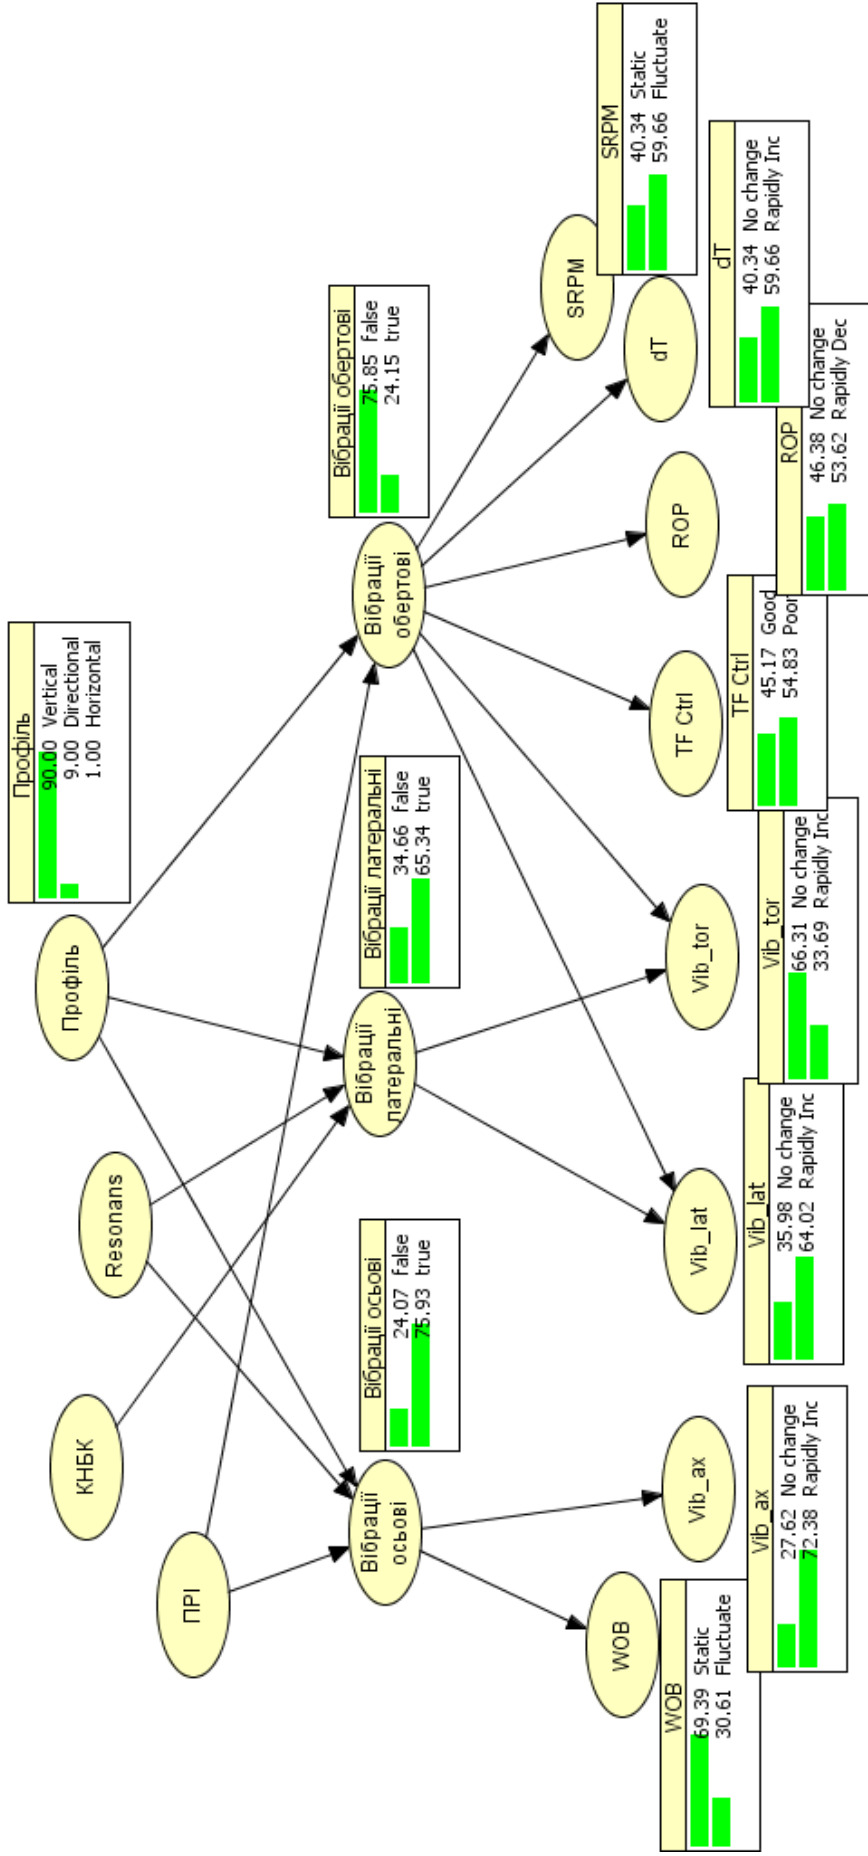 Профіль
90.00 Vertical
9.00 Directional
1.00 Horizontal
Профіль
Resonans
КНБК
ПРІ
Вібрації осьові
24.07 false
75.93 true
Вібрації
осьові
Вібрації латеральні
34.66 false
65.34 true
Вібрації
латеральні
Вібрації обертові
75.85 false
24.15 true
Вібрації
обертові
WOB
WOB
69.39 Static
30.61 Fluctuate
Vib_ax
Vib_ax
27.62 No change
72.38 Rapidly Inc
Vib_lat
Vib_lat
35.98 No change
64.02 Rapidly Inc
Vib_tor
Vib_tor
66.31 No change
33.69 Rapidly Inc
TF Ctrl
TF Ctrl
45.17 Good
54.83 Poor
ROP
ROP
46.38 No change
53.62 Rapidly Dec
dT
dT
40.34 No change
59.66 Rapidly Inc
SRPM
SRPM
40.34 Static
59.66 Fluctuate